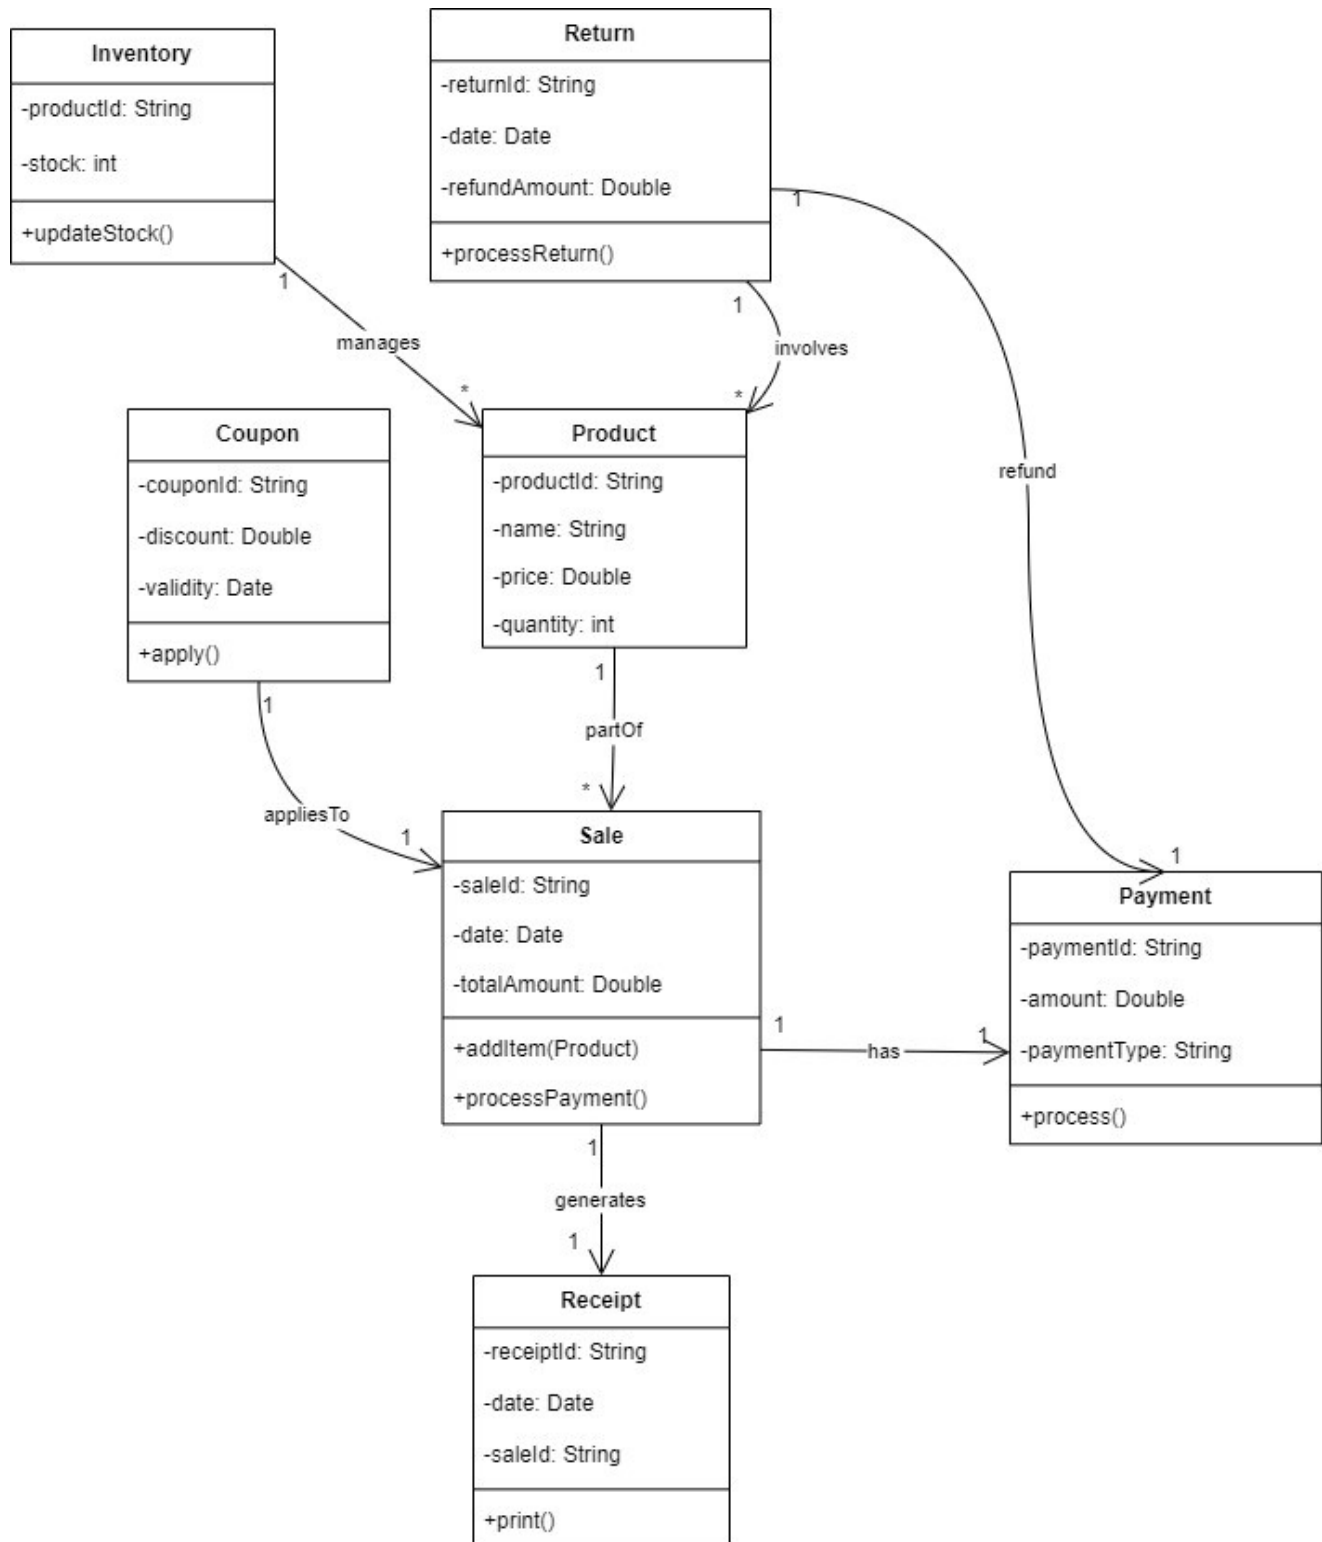 Inventory
-productId: String
-stock: int
+updateStock()
1
manages
*
Return
-returnId: String
-date: Date
-refundAmount: Double
+processReturn()
1
involves
*
1
refund
1
Coupon
-couponId: String
-discount: Double
-validity: Date
+apply()
1
appliesTo
1
Product
-productId: String
-name: String
-price: Double
-quantity: int
1
partOf
*
Sale
-saleId: String
-date: Date
-totalAmount: Double
+addItem(Product)
+processPayment()
1
has
1
Payment
-paymentId: String
-amount: Double
-paymentType: String
+process()
1
generates
1
Receipt
-receiptId: String
-date: Date
-saleId: String
+print()